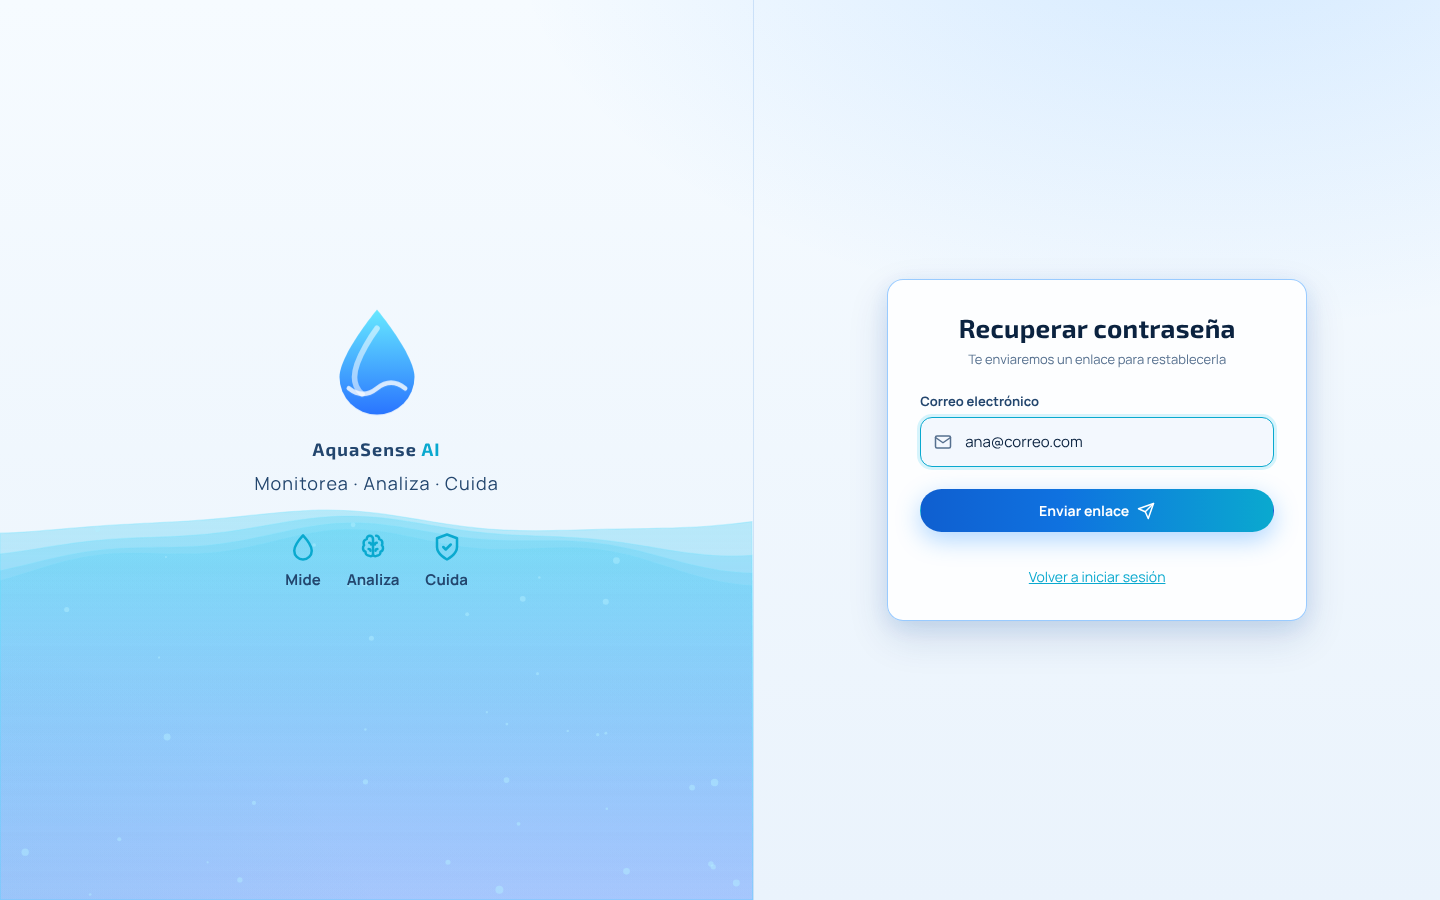 AquaSense AI
Monitorea · Analiza · Cuida
Mide Analiza Cuida
Recuperar contraseña
Te enviaremos un enlace para restablecerla
Correo electrónico
ana@correo.com
Enviar enlace
Volver a iniciar sesión